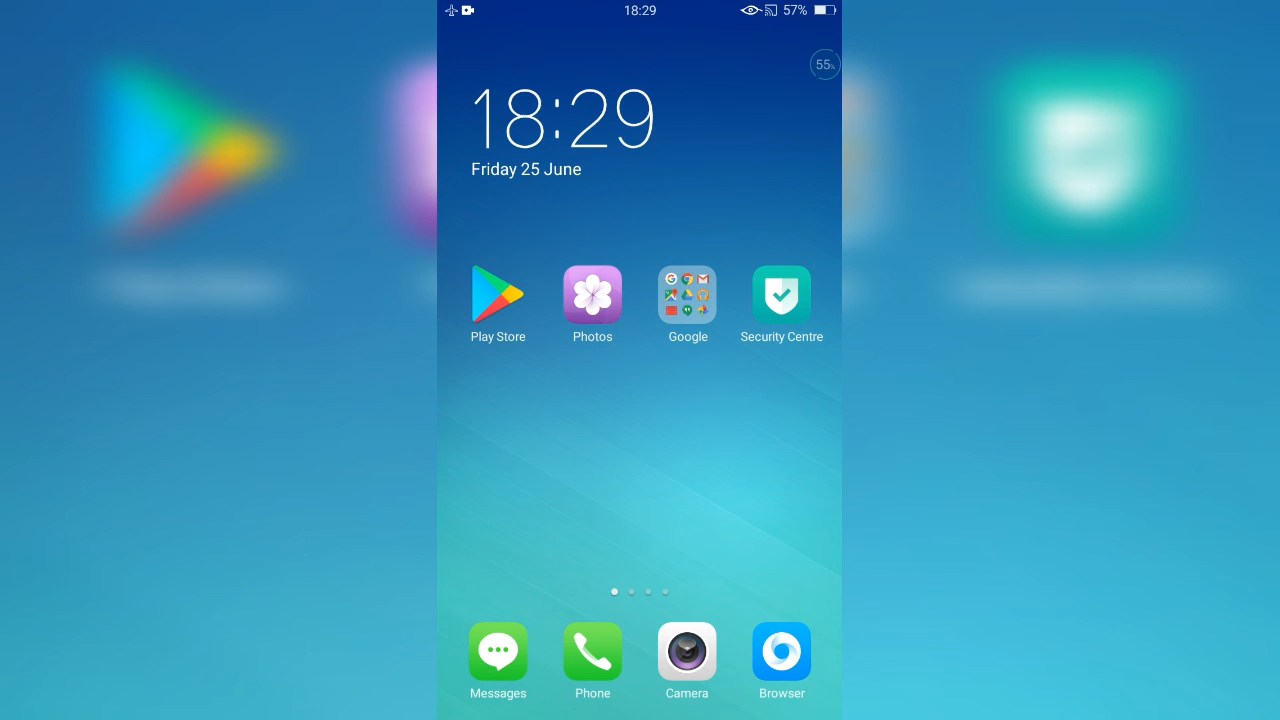 18:29 57%
55%
18:29
Friday 25 June
Play Store Photos Google Security Centre
Messages Phone Camera Browser